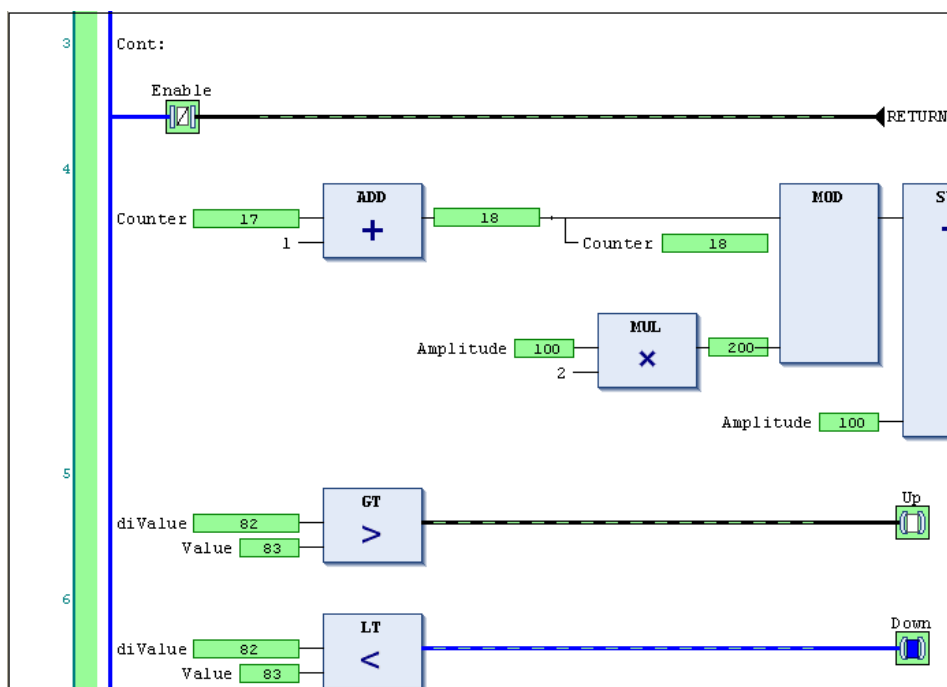 3 Cont:
Enable
RETURN
4
ADD MOD
Counter 17 + 18
1 Counter 18
MUL
Amplitude 100 × 200
2
Amplitude 100
5
GT Up
diValue 82
Value 83 >
6
LT Down
diValue 82
Value 83 <